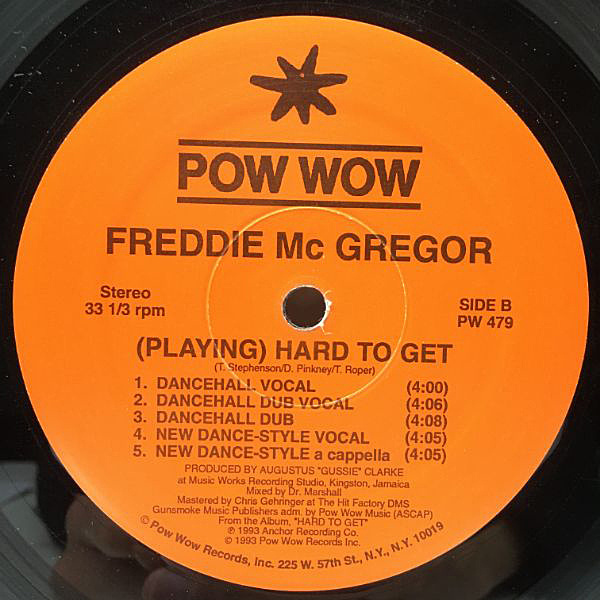 POW WOW
FREDDIE Mc GREGOR
Stereo
33 1/3 rpm
SIDE B
PW 479
(PLAYING) HARD TO GET
(T. Stephenson/D. Pinkney/T. Roper)
1. DANCEHALL VOCAL (4:00)
2. DANCEHALL DUB VOCAL (4:06)
3. DANCEHALL DUB (4:08)
4. NEW DANCE-STYLE VOCAL (4:05)
5. NEW DANCE-STYLE a cappella (4:05)
PRODUCED BY AUGUSTUS "GUSSIE" CLARKE
at Music Works Recording Studio, Kingston, Jamaica
Mixed by Dr. Marshall
Mastered by Chris Gehringer at The Hit Factory DMS
Gunsmoke Music Publishers adm. by Pow Wow Music (ASCAP)
From the Album, "HARD TO GET"
℗ 1993 Anchor Recording Co.
© 1993 Pow Wow Records Inc.
© Pow Wow Records, Inc. 225 W. 57th St., N.Y., N.Y. 10019